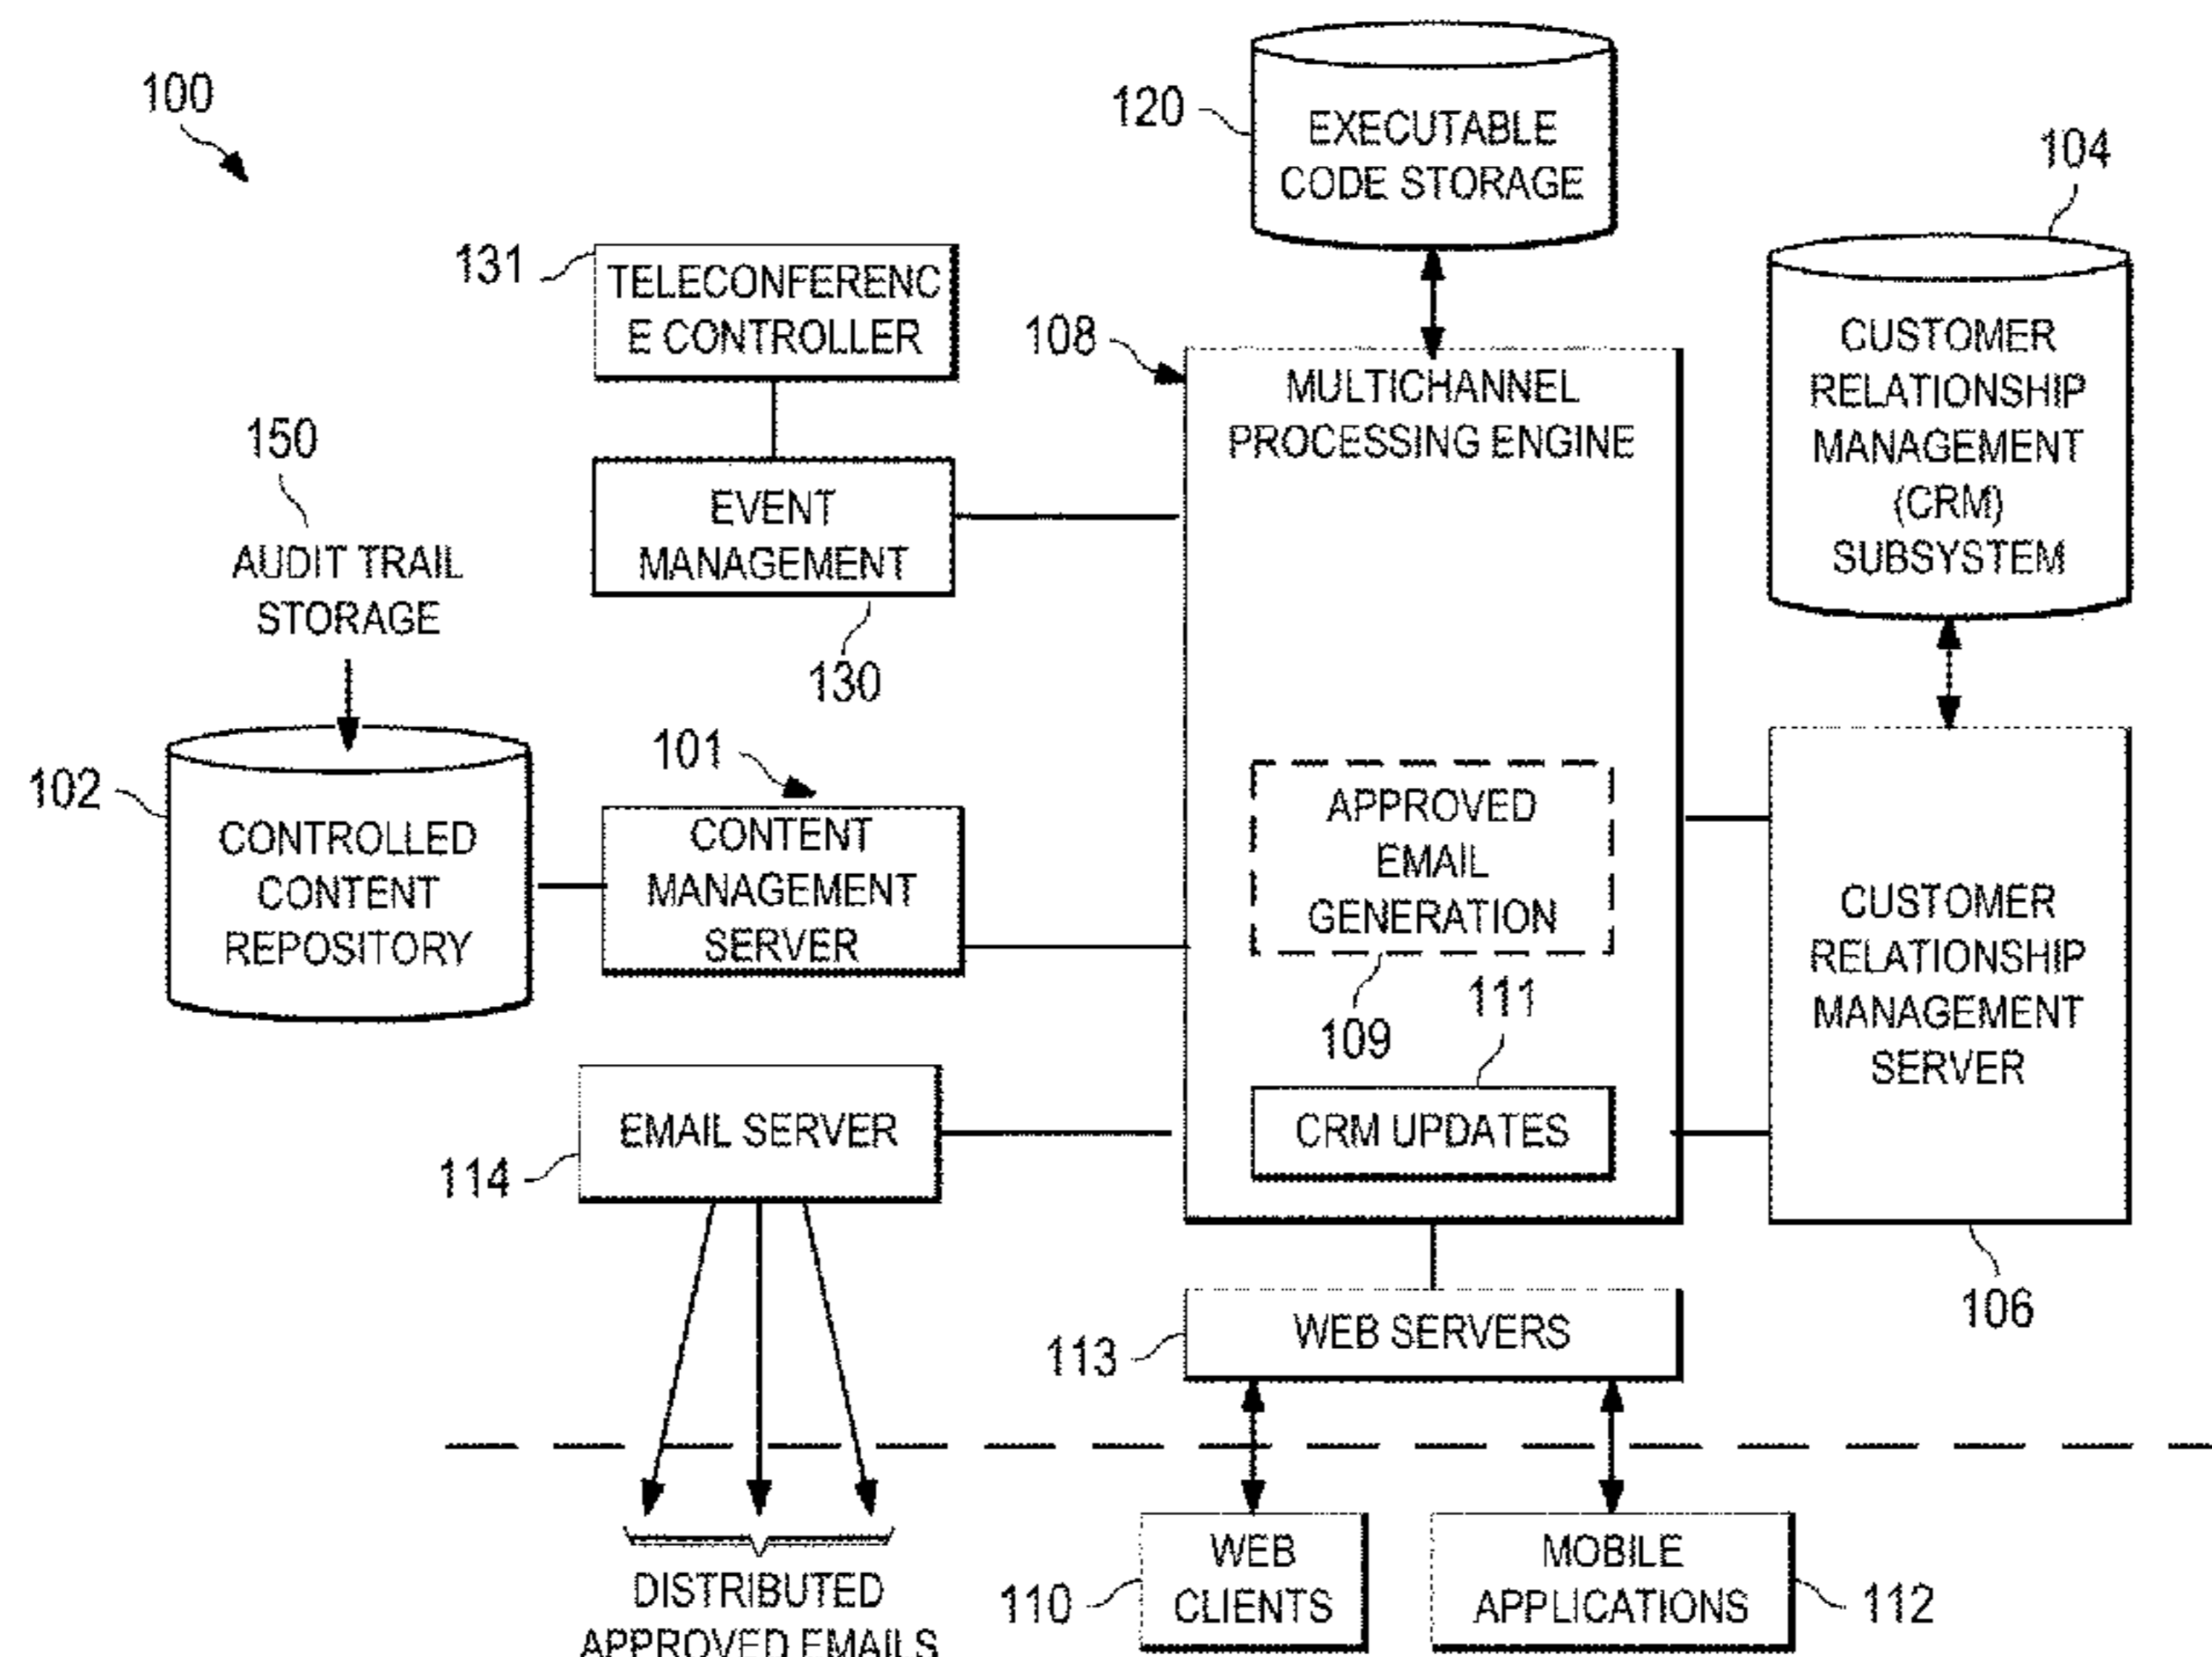 100
120
EXECUTABLE
CODE STORAGE
104
131
TELECONFERENC
E CONTROLLER
108
MULTICHANNEL
PROCESSING ENGINE
CUSTOMER
RELATIONSHIP
MANAGEMENT
(CRM)
SUBSYSTEM
150
AUDIT TRAIL
STORAGE
EVENT
MANAGEMENT
130
102
CONTROLLED
CONTENT
REPOSITORY
101
CONTENT
MANAGEMENT
SERVER
APPROVED
EMAIL
GENERATION
109
111
CRM UPDATES
CUSTOMER
RELATIONSHIP
MANAGEMENT
SERVER
106
EMAIL SERVER
114
WEB SERVERS
113
DISTRIBUTED
APPROVED EMAILS
110
WEB
CLIENTS
MOBILE
APPLICATIONS
112